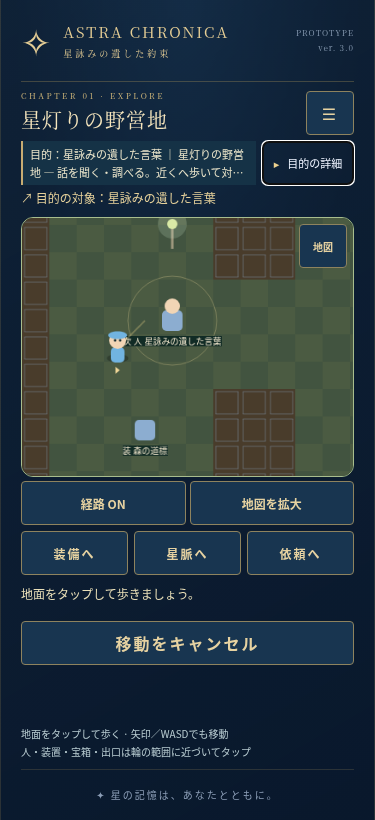 ASTRA CHRONICA
星詠みの遺した約束
PROTOTYPE
ver. 3.0
CHAPTER 01 · EXPLORE
星灯りの野営地
☰
目的：星詠みの遺した言葉 ｜ 星灯りの野営
地 — 話を聞く・調べる。近くへ歩いて対…
▸ 目的の詳細
↗ 目的の対象：星詠みの遺した言葉
地図
人 星詠みの遺した言葉
装 森の道標
経路 ON
地図を拡大
装備へ
星脈へ
依頼へ
地面をタップして歩きましょう。
移動をキャンセル
地面をタップして歩く · 矢印／WASDでも移動
人・装置・宝箱・出口は輪の範囲に近づいてタップ
✦ 星の記憶は、あなたとともに。